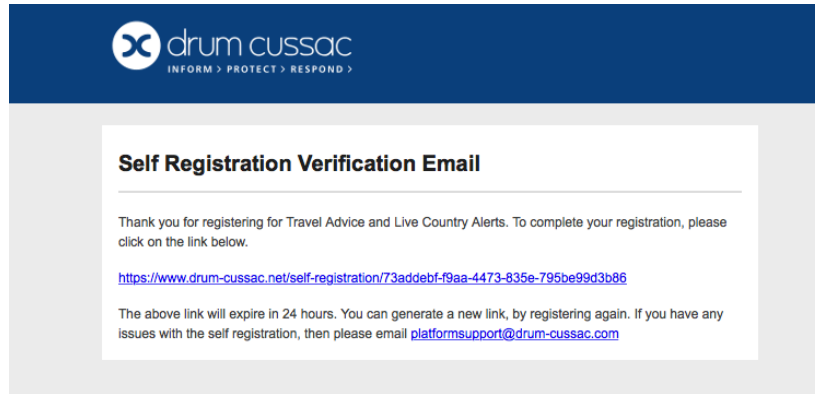 drum cussac
INFORM > PROTECT > RESPOND >
Self Registration Verification Email
Thank you for registering for Travel Advice and Live Country Alerts. To complete your registration, please
click on the link below.
https://www.drum-cussac.net/self-registration/73addebf-f9aa-4473-835e-795be99d3b86
The above link will expire in 24 hours. You can generate a new link, by registering again. If you have any
issues with the self registration, then please email platformsupport@drum-cussac.com